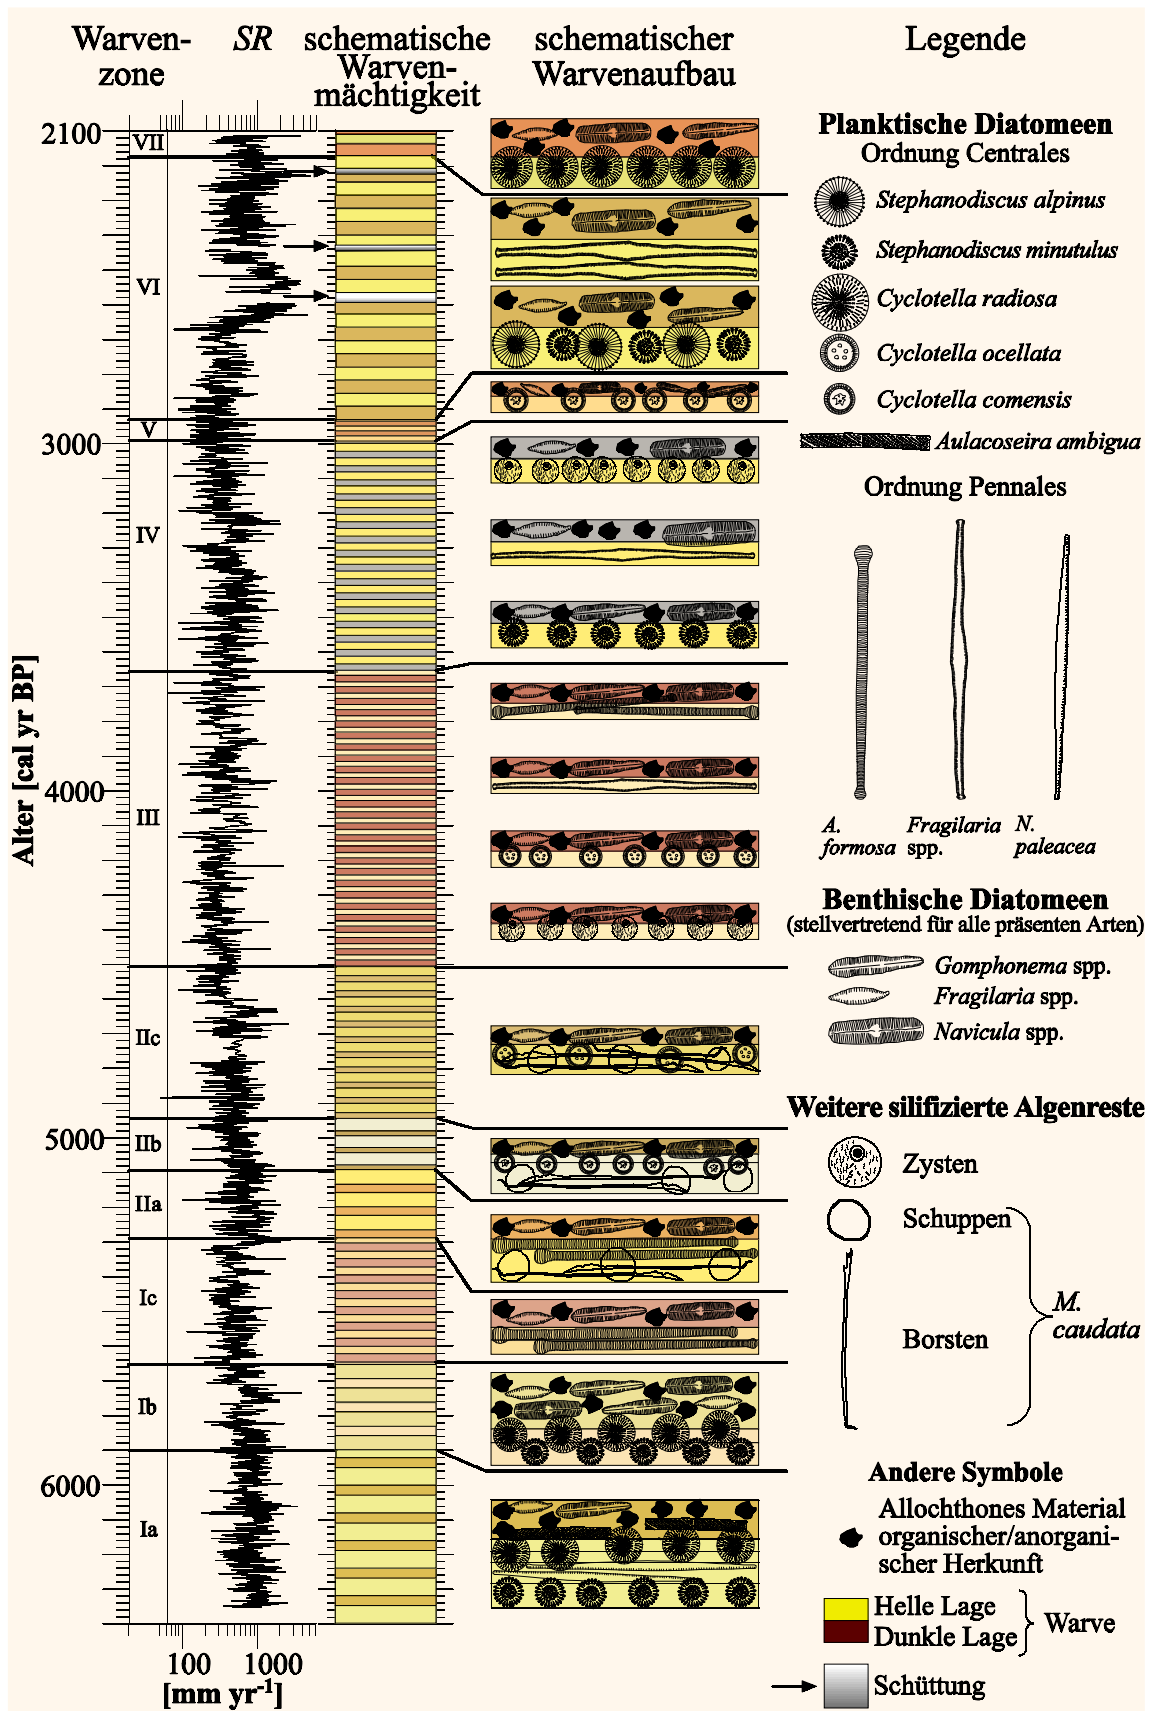 Warven-
zone
SR
schematische
Warven-
mächtigkeit
schematischer
Warvenaufbau
Legende
Alter [cal yr BP]
2100
3000
4000
5000
6000
VII
VI
V
IV
III
IIc
IIb
IIa
Ic
Ib
Ia
100
1000
[mm yr-1]
Planktische Diatomeen
Ordnung Centrales
Stephanodiscus alpinus
Stephanodiscus minutulus
Cyclotella radiosa
Cyclotella ocellata
Cyclotella comensis
Aulacoseira ambigua
Ordnung Pennales
A.
formosa
Fragilaria
spp.
N.
paleacea
Benthische Diatomeen
(stellvertretend für alle präsenten Arten)
Gomphonema spp.
Fragilaria spp.
Navicula spp.
Weitere silifizierte Algenreste
Zysten
Schuppen
Borsten
M.
caudata
Andere Symbole
Allochthones Material
organischer/anorgani-
scher Herkunft
Helle Lage
Dunkle Lage
Warve
Schüttung